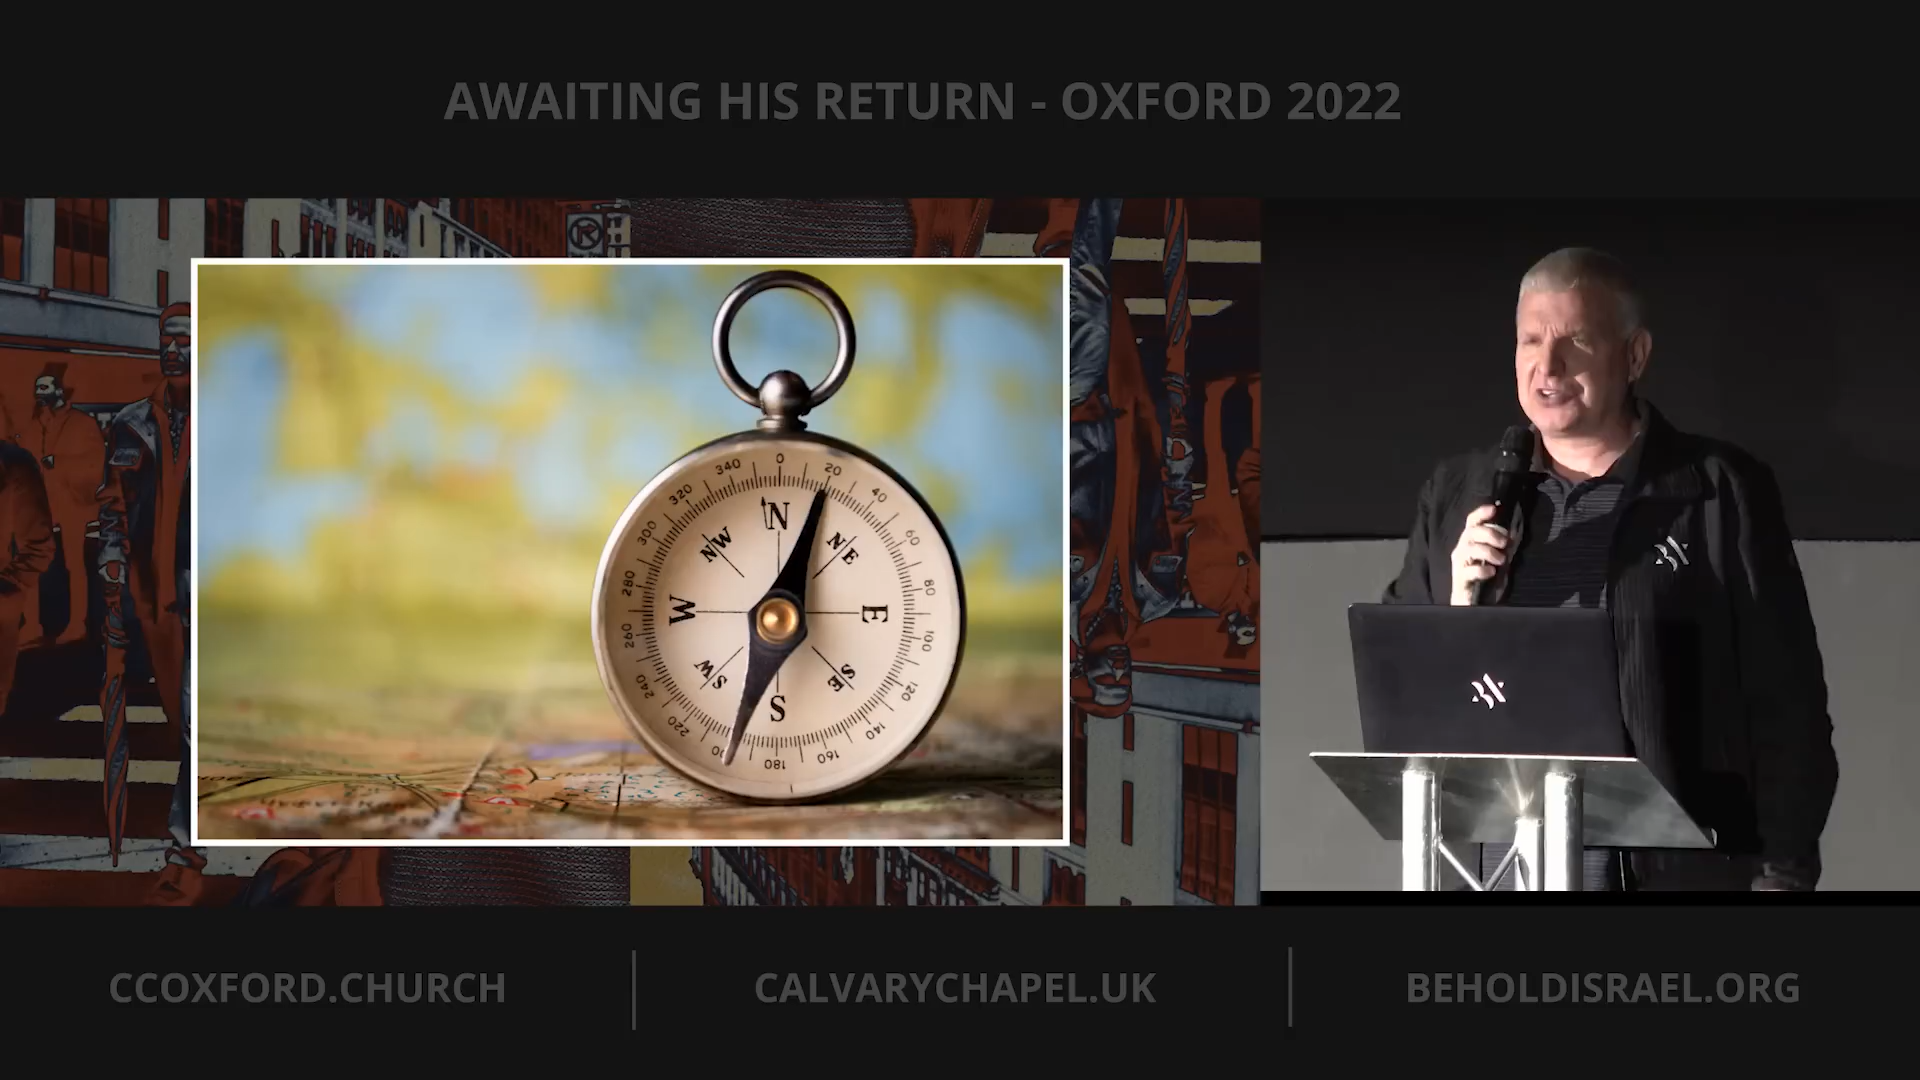 AWAITING HIS RETURN - OXFORD 2022
340 0 20
320 40
300 N 60
NW NE
280 80
W E
260 100
SW SE
240 120
S
220 140
180 160
CCOXFORD.CHURCH
CALVARYCHAPEL.UK
BEHOLDISRAEL.ORG